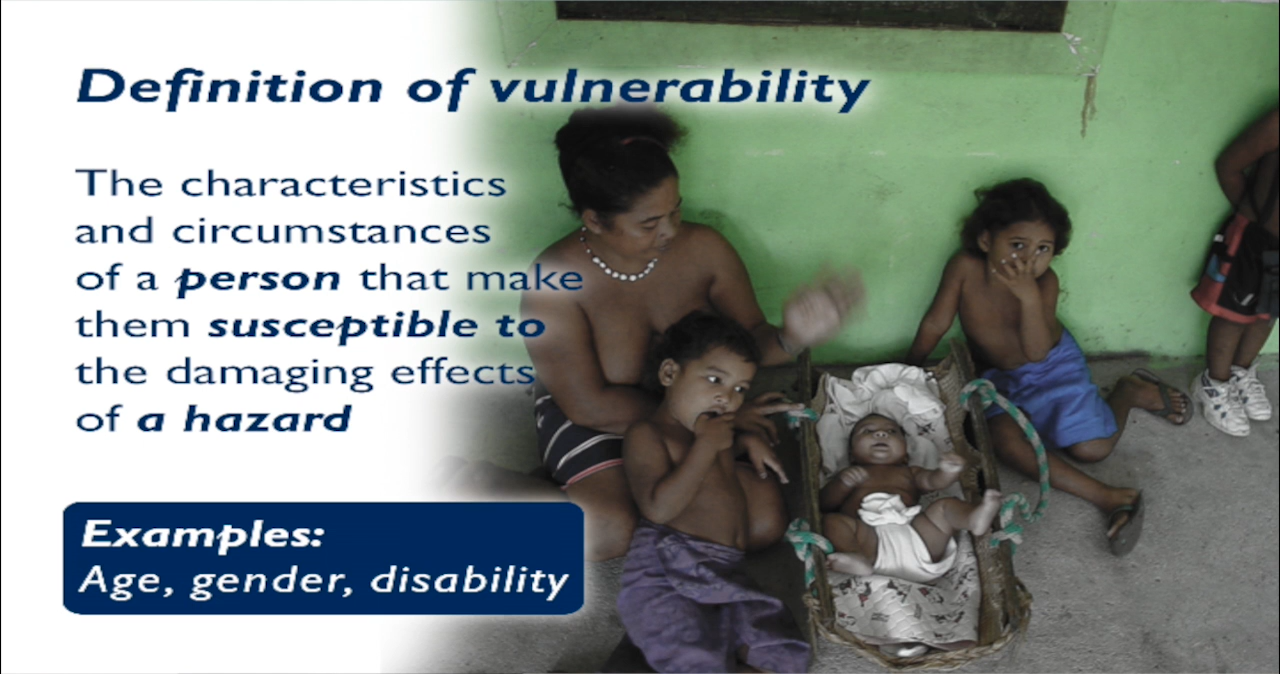 Definition of vulnerability
The characteristics
and circumstances
of a person that make
them susceptible to
the damaging effects
of a hazard
Examples:
Age, gender, disability